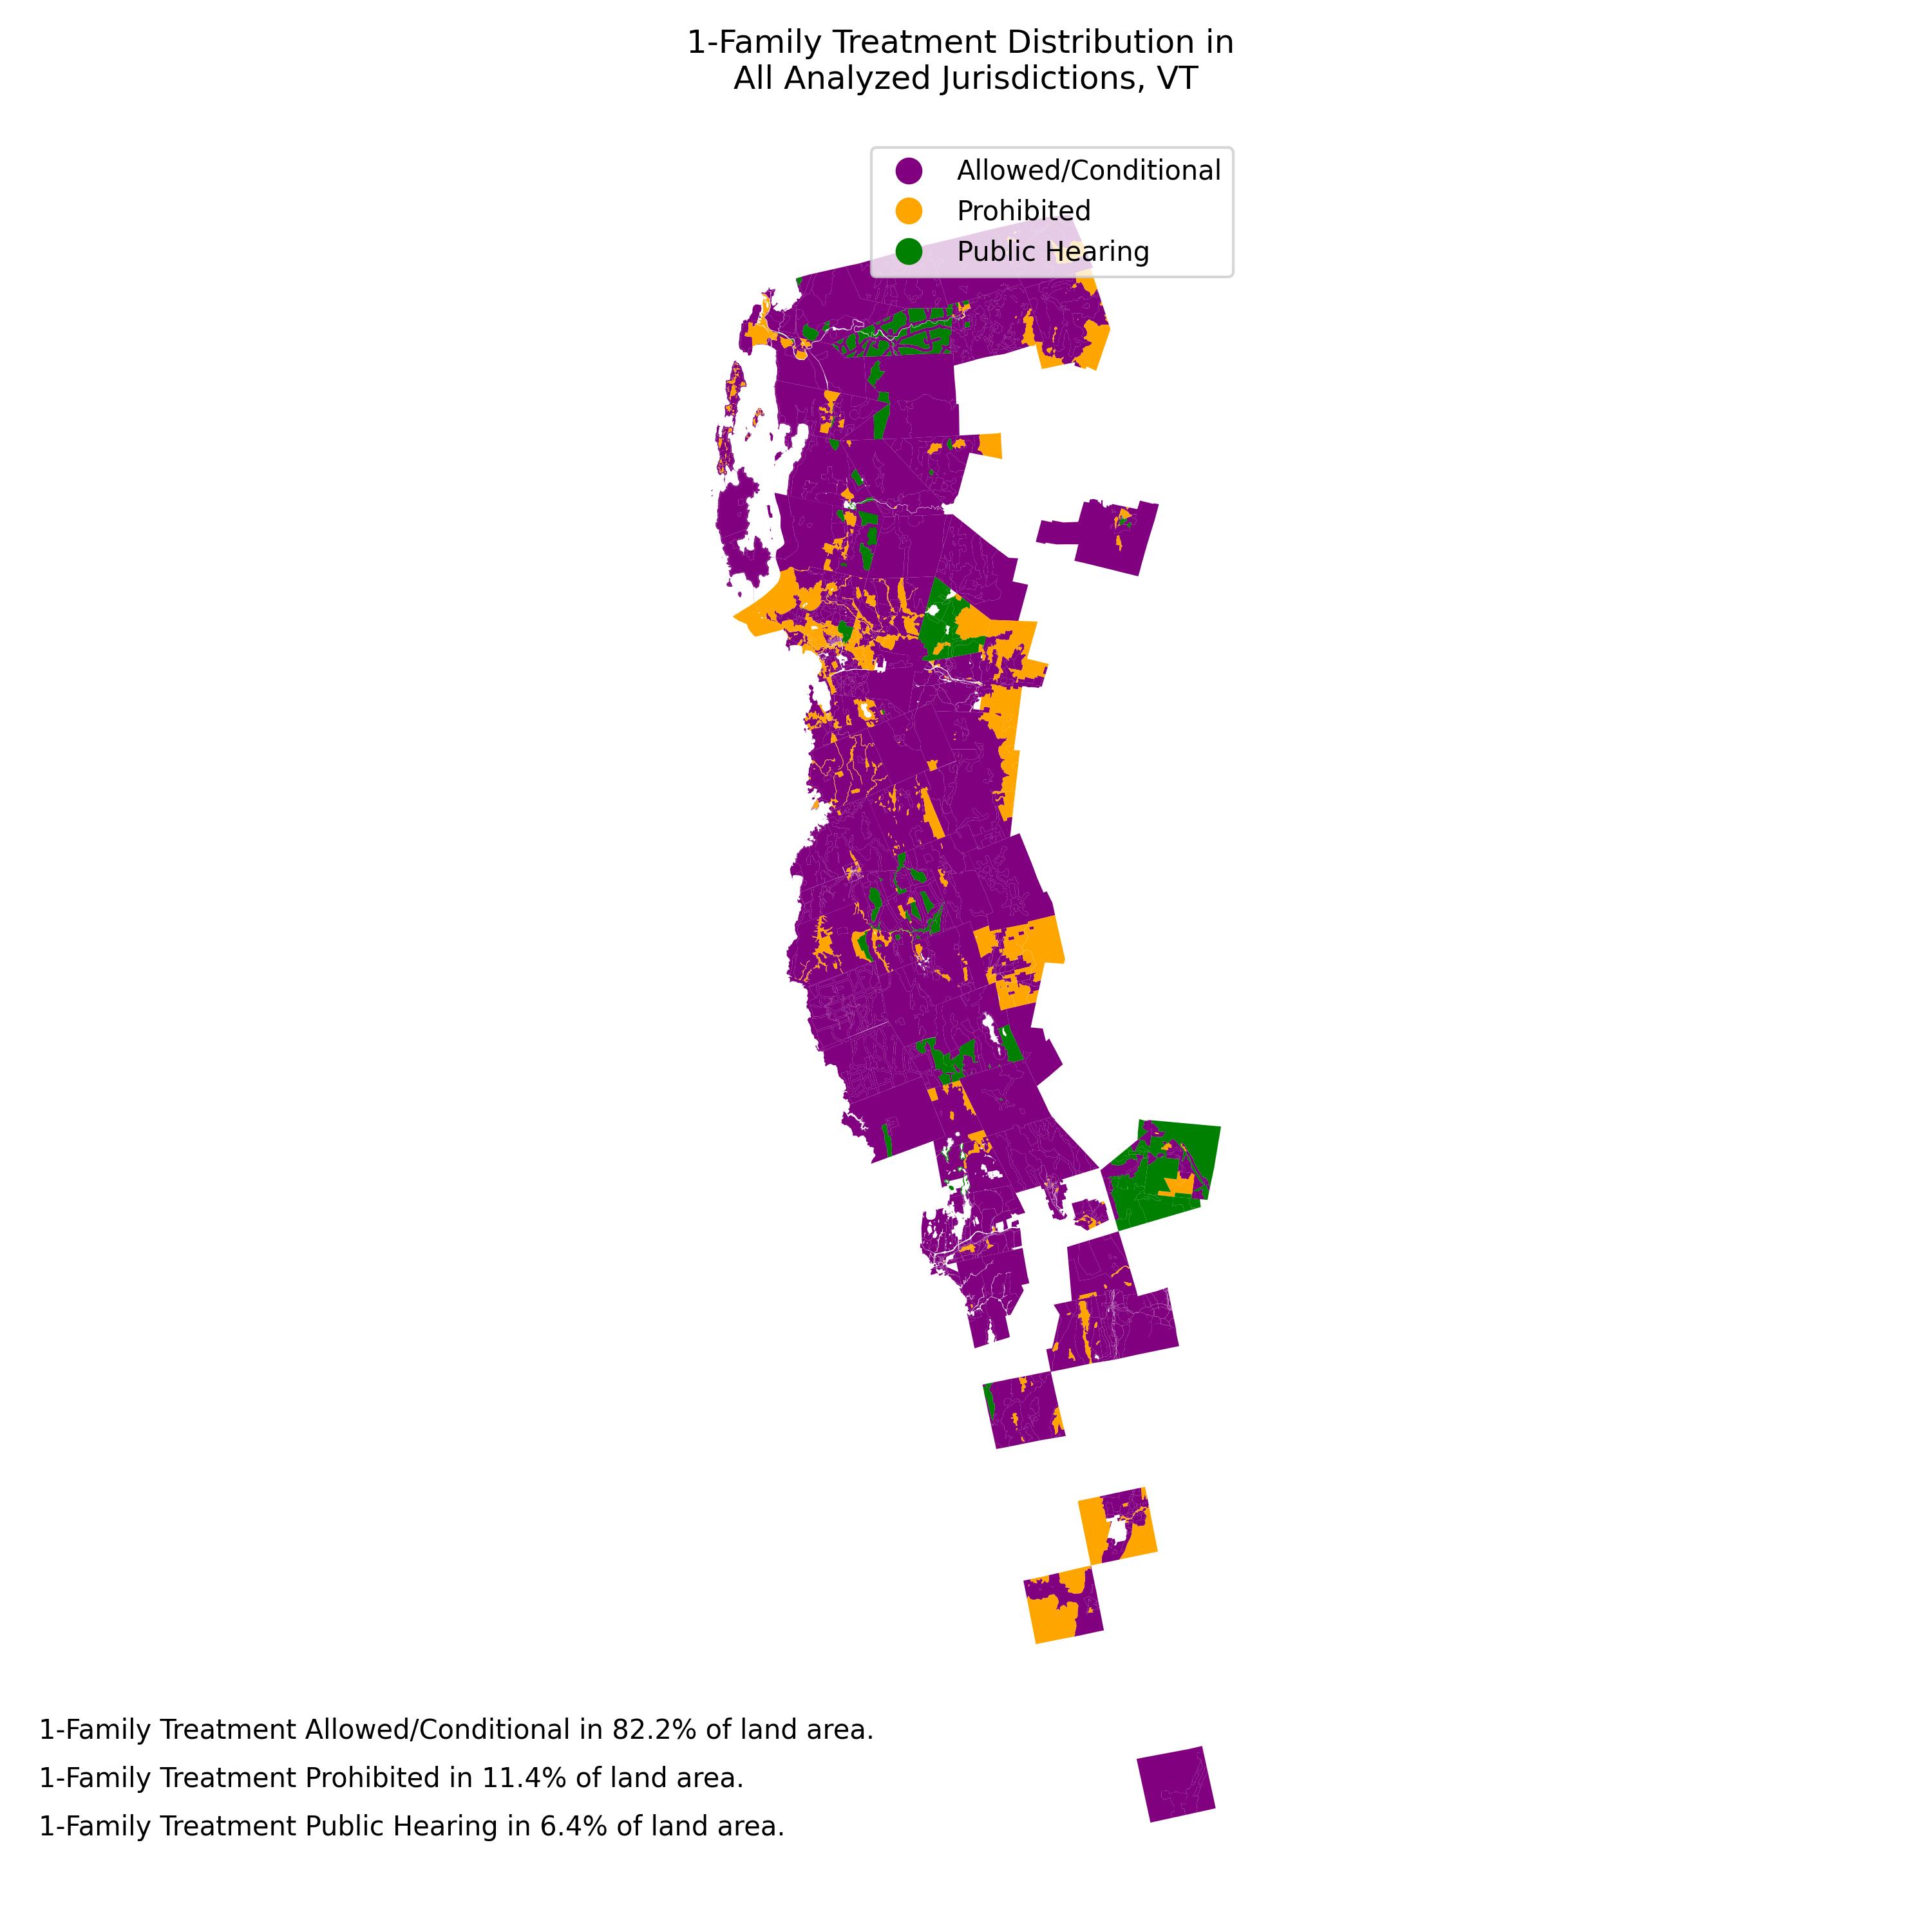 1-Family Treatment Distribution in
All Analyzed Jurisdictions, VT
Allowed/Conditional
Prohibited
Public Hearing
1-Family Treatment Allowed/Conditional in 82.2% of land area.
1-Family Treatment Prohibited in 11.4% of land area.
1-Family Treatment Public Hearing in 6.4% of land area.